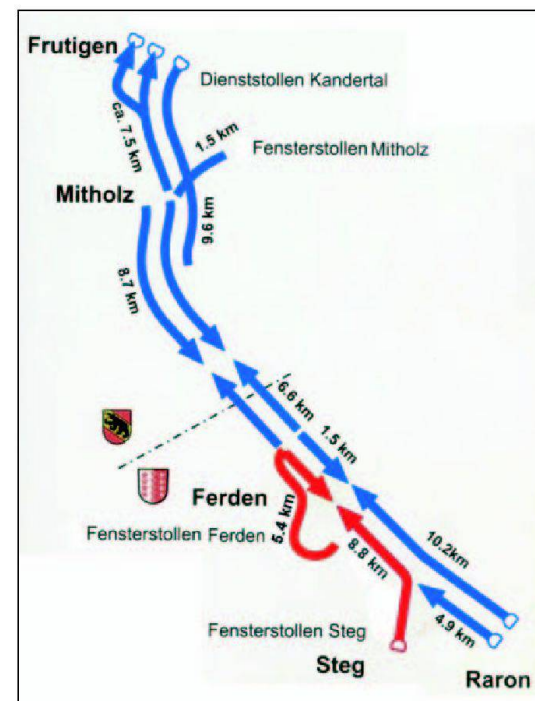 Frutigen
Dienststollen Kandertal
ca. 7.5 km
1.5 km
Fensterstollen Mitholz
Mitholz
9.6 km
8.7 km
6.6 km
1.5 km
Ferden
5.4 km
Fensterstollen Ferden
8.8 km
10.2km
4.9 km
Fensterstollen Steg
Steg
Raron